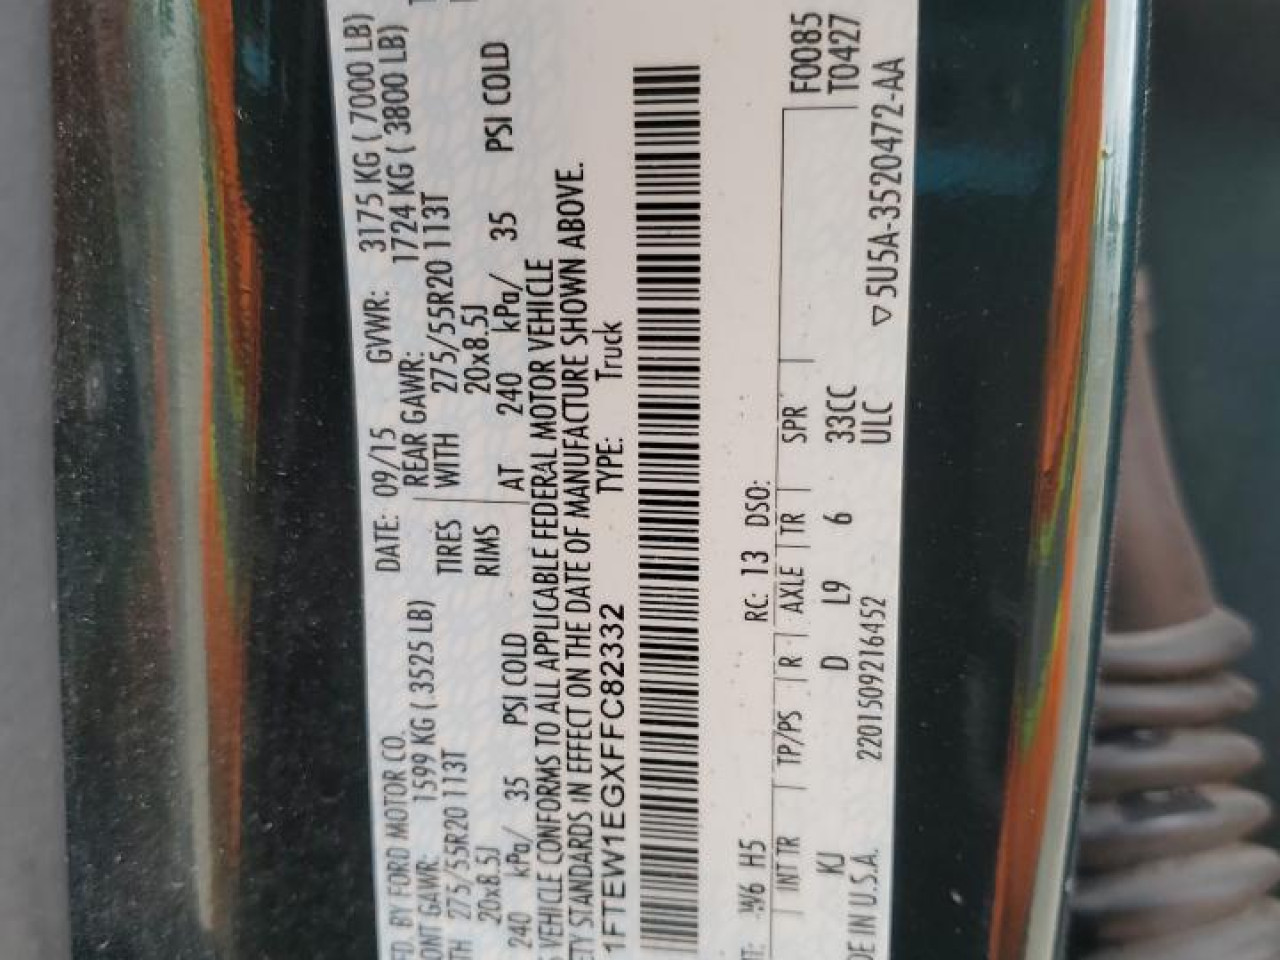 FD. BY FORD MOTOR CO. DATE: 09/15 GVWR: 3175 KG ( 7000 LB)
ONT GAWR: 1599 KG ( 3525 LB) REAR GAWR: 1724 KG ( 3800 LB)
TH 275/55R20 113T TIRES WITH 275/55R20 113T
20x8.5J RIMS 20x8.5J
240 kPa/ 35 PSI COLD AT 240 kPa/ 35 PSI COLD
VEHICLE CONFORMS TO ALL APPLICABLE FEDERAL MOTOR VEHICLE
ETY STANDARDS IN EFFECT ON THE DATE OF MANUFACTURE SHOWN ABOVE.
1FTEW1EGXFFC82332 TYPE: Truck
T: W6 H5 RC: 13 DSO:
INT TR TP/PS R AXLE TR SPR F0085
KJ D L9 6 33CC T0427
DE IN U.S.A. 2201509216452 ULC ▽5U5A-3520472-AA